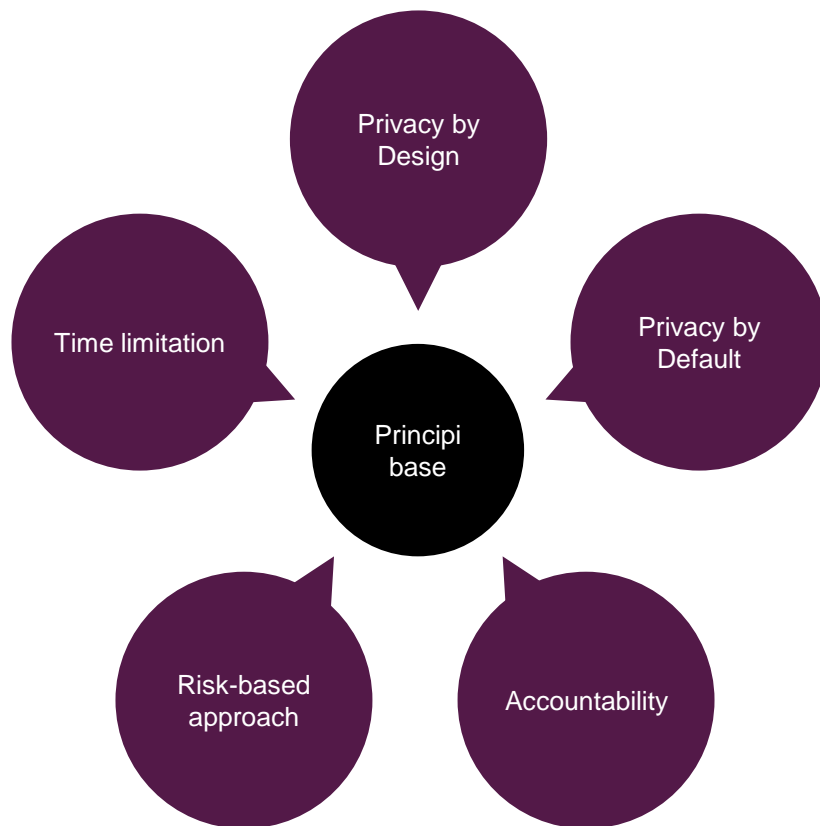 Privacy by
Design
Privacy by
Default
Accountability
Risk-based
approach
Time limitation
Principi
base